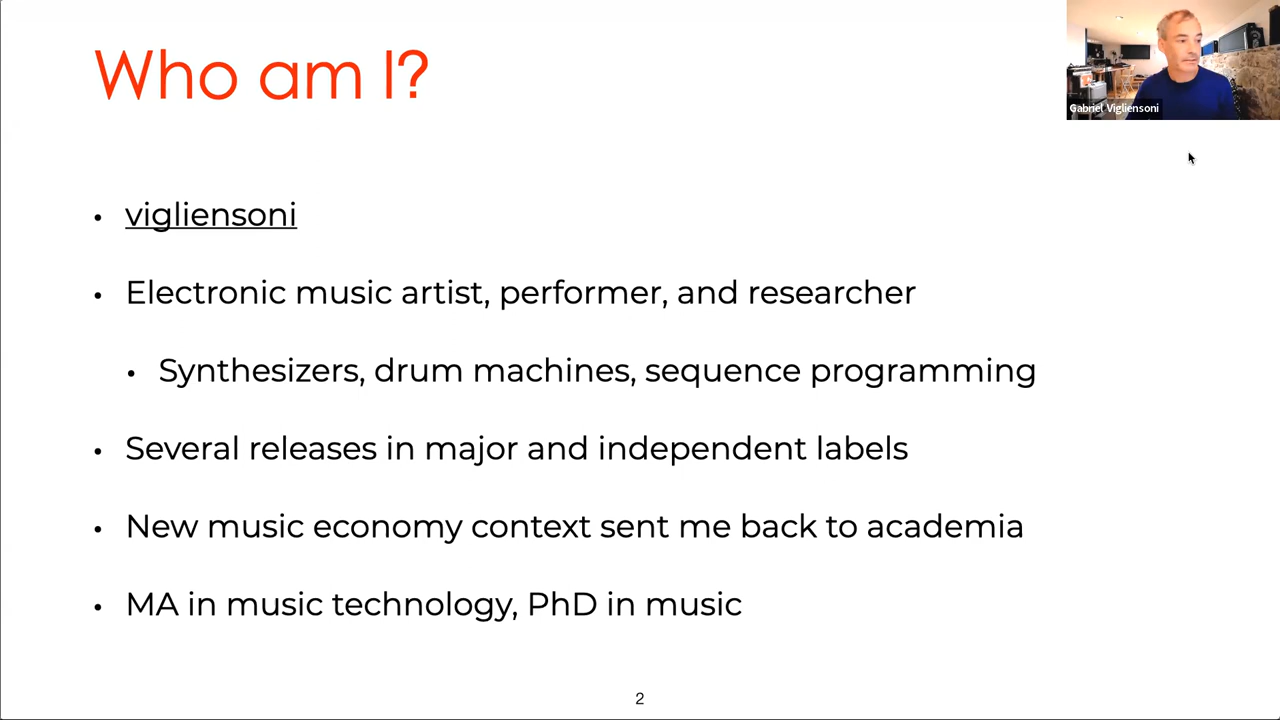 Who am I?
Gabriel Vigliensoni
• vigliensoni
• Electronic music artist, performer, and researcher
• Synthesizers, drum machines, sequence programming
• Several releases in major and independent labels
• New music economy context sent me back to academia
• MA in music technology, PhD in music
2